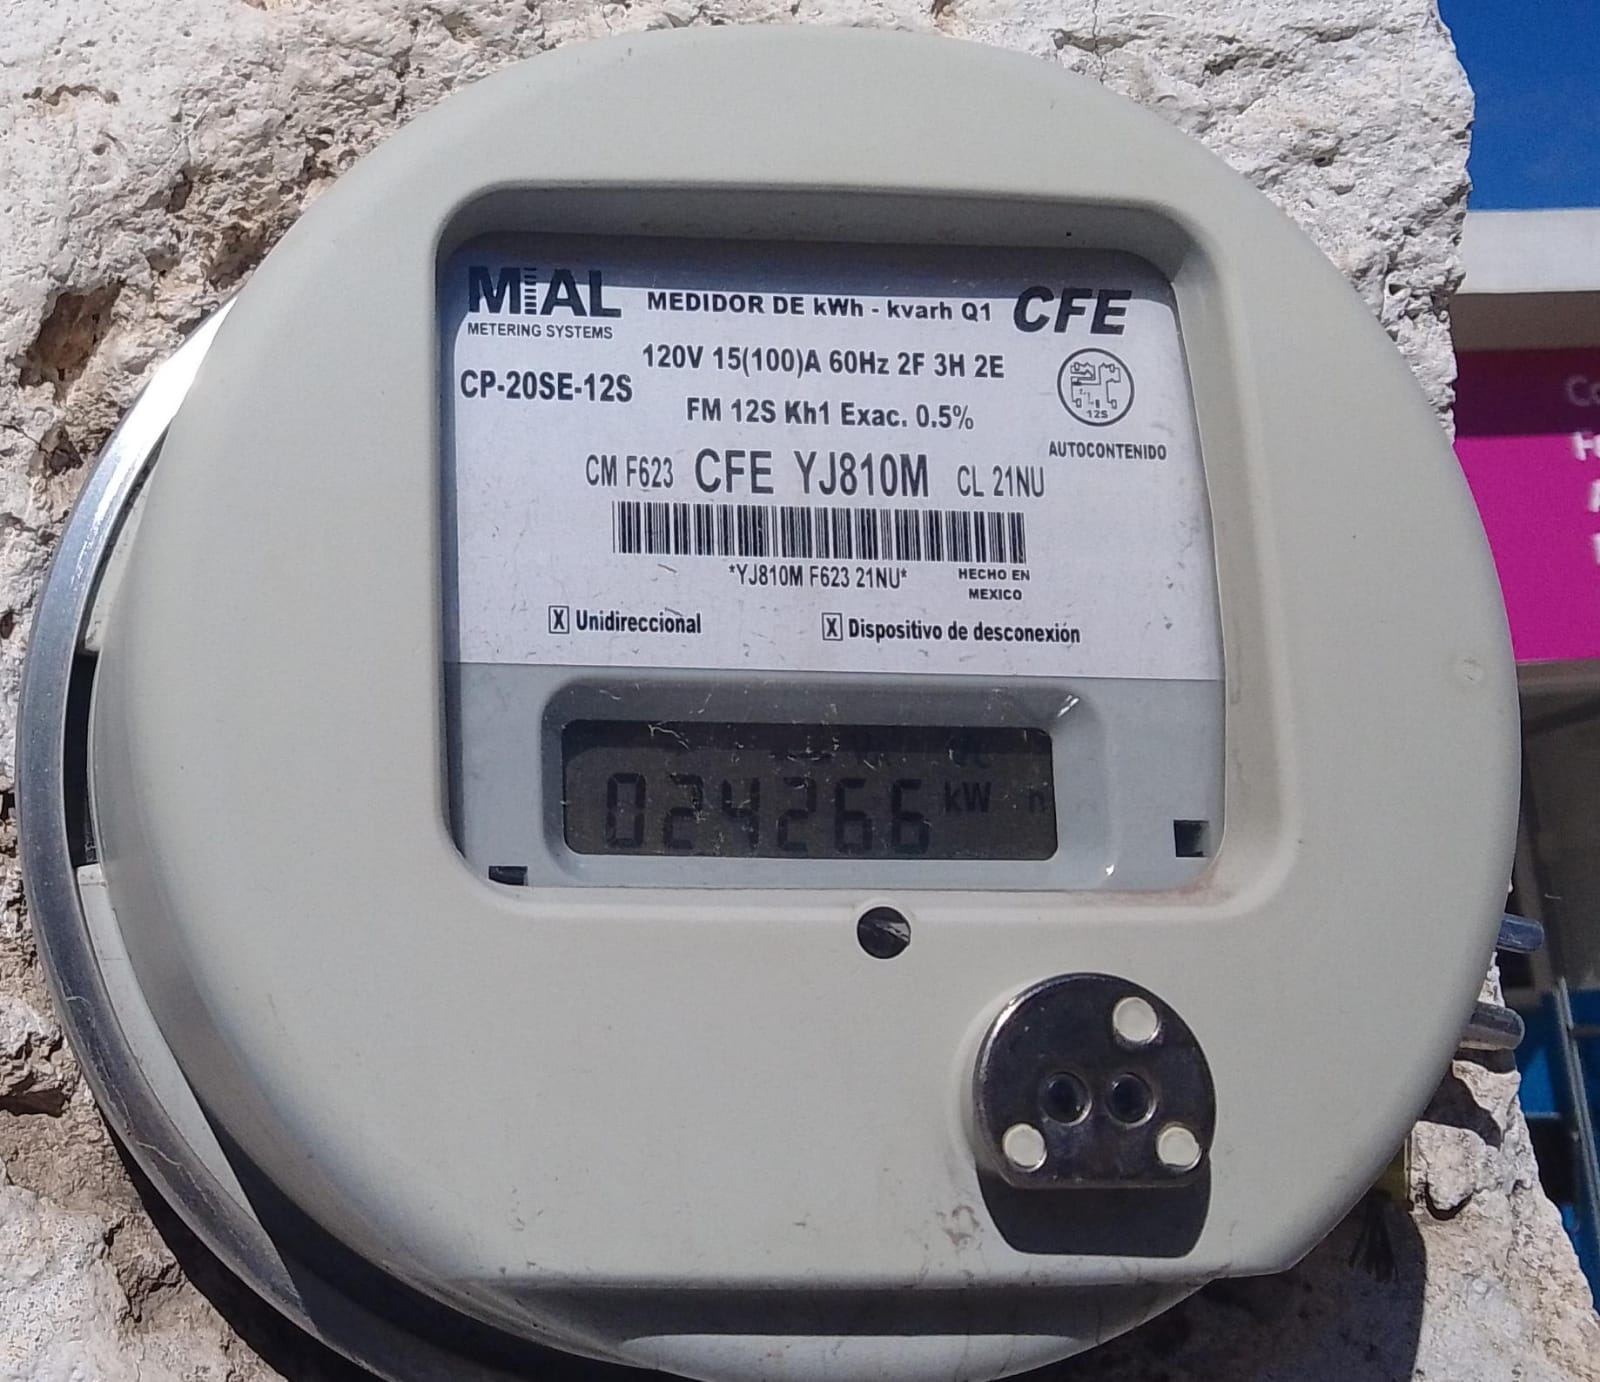 MIAL MEDIDOR DE kWh - kvarh Q1 CFE
METERING SYSTEMS
120V 15(100)A 60Hz 2F 3H 2E
CP-20SE-12S
FM 12S Kh1 Exac. 0.5%
12S
AUTOCONTENIDO
CM F623 CFE YJ810M CL 21NU
*YJ810M F623 21NU*
HECHO EN
MEXICO
X Unidireccional
X Dispositivo de desconexión
024266 kW h